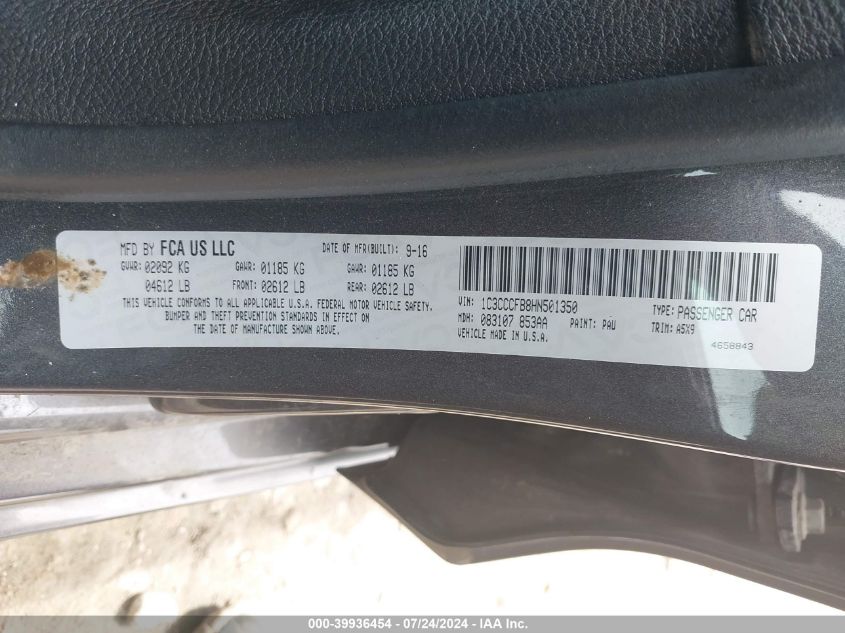 MFD BY FCA US LLC DATE OF MFR(BUILT): 9-16
GVWR: 02092 KG GAWR: 01185 KG GAWR: 01185 KG
04612 LB FRONT: 02612 LB REAR: 02612 LB
THIS VEHICLE CONFORMS TO ALL APPLICABLE U.S.A. FEDERAL MOTOR VEHICLE SAFETY,
BUMPER AND THEFT PREVENTION STANDARDS IN EFFECT ON
THE DATE OF MANUFACTURE SHOWN ABOVE.
VIN: 1C3CCCFB8HN501350 TYPE: PASSENGER CAR
MDH: 083107 853AA PAINT: PAU TRIM: A5X9
VEHICLE MADE IN U.S.A. 4658843
000-39936454 - 07/24/2024 - IAA Inc.